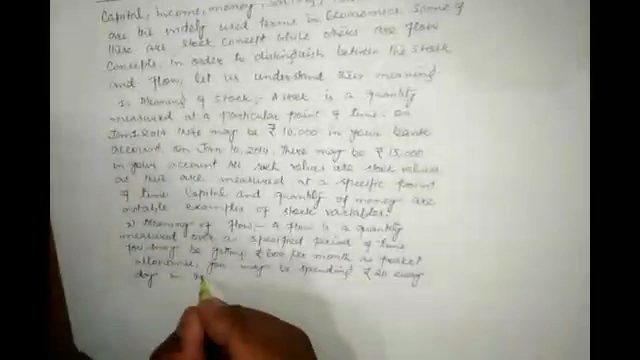 Capital, income, money,
are the widely used terms in Economics. Some of
these are stock concept while others are flow
concepts. In order to distinguish between the stock
and flow, let us understand their meaning
1. Meaning of Stock:- A stock is a quantity
measured at a particular point of time. On
Jan 1, 2014 there may be ₹ 10,000 in your bank
account. on Jan 10, 2014, There may be ₹ 15,000
in your account. All such values are stock values
as these are measured at a specific point
of time. Capital and quantity of money are
notable examples of stock variables.
2) Meaning of flow:- A flow is a quantity
measured over a specified period of time
You may be getting ₹ 600 per month as pocket
allowance. You may be spending ₹ 20 every
day in